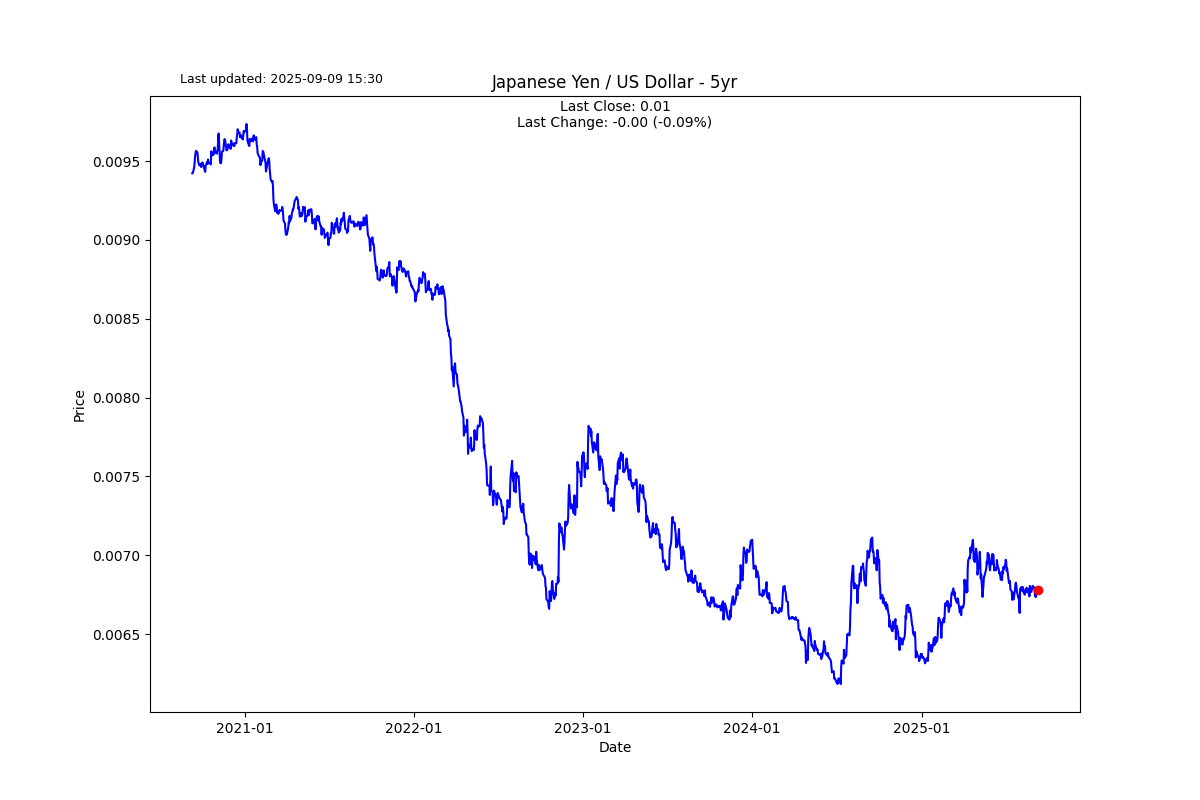 Last updated: 2025-09-09 15:30
Japanese Yen / US Dollar - 5yr
Last Close: 0.01
Last Change: -0.00 (-0.09%)
Price
0.0095
0.0090
0.0085
0.0080
0.0075
0.0070
0.0065
2021-01
2022-01
2023-01
2024-01
2025-01
Date